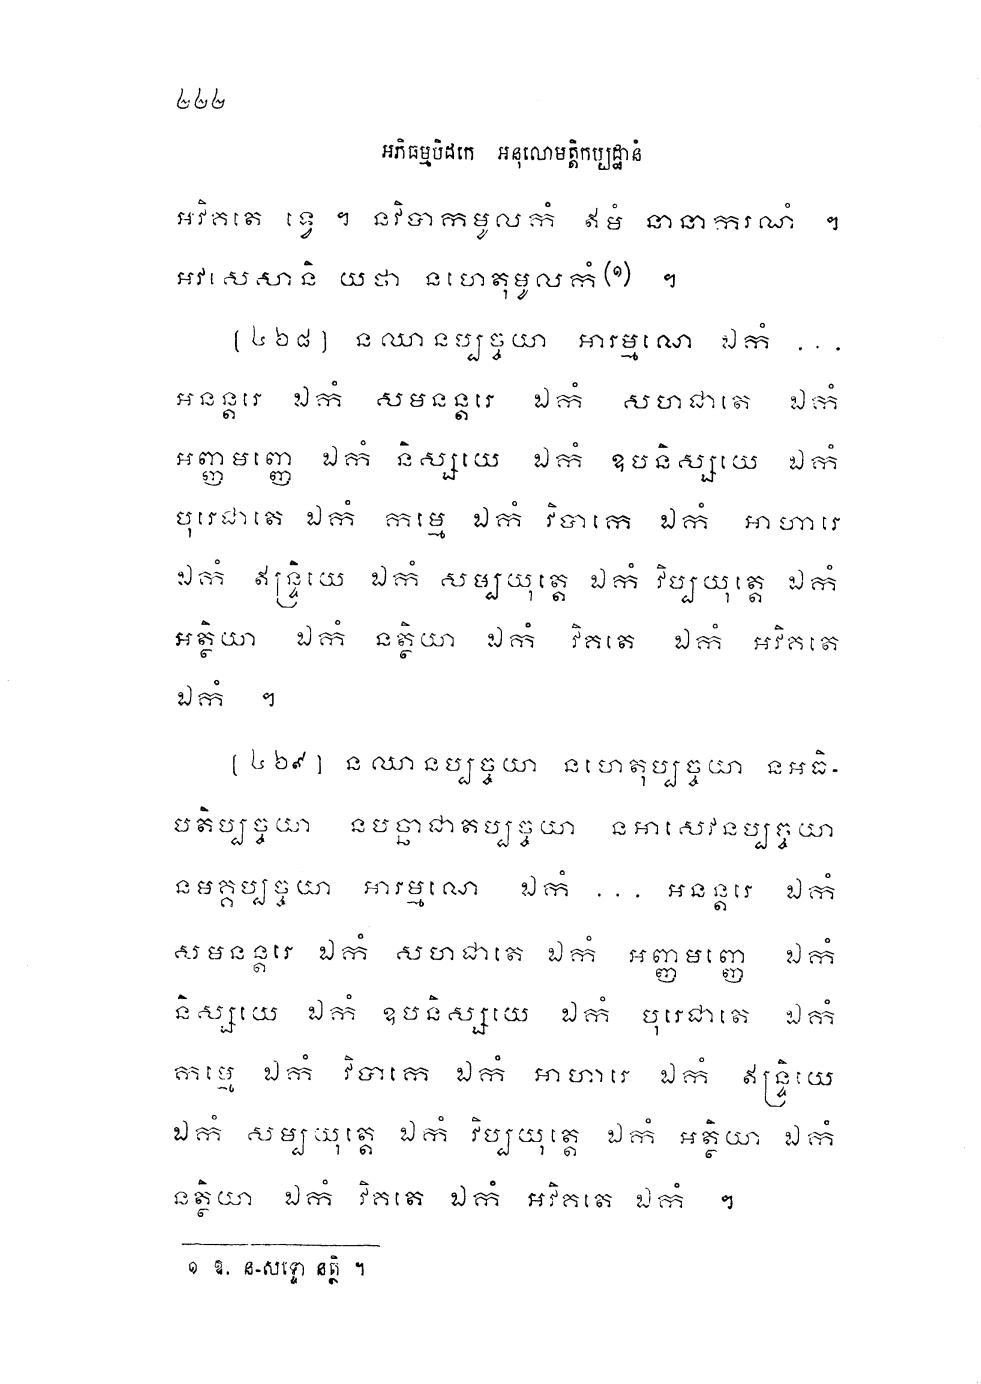 ២២២
អភិធម្មបិដកេ អនុលោមត្តិកប្បដ្ឋានំ
អវិគតេ ទ្វេ ។ នវិបាកមូលកំ ឥមំ នានាករណំ ។
អវសេសានិ យថា នហេតុមូលកំ(១) ។
[៤៦៨] នឈានប្បច្ចយា អារម្មណេ ឯកំ ...
អនន្តរេ ឯកំ សមនន្តរេ ឯកំ សហជាតេ ឯកំ
អញ្ញមញ្ញេ ឯកំ និស្សយេ ឯកំ ឧបនិស្សយេ ឯកំ
បុរេជាតេ ឯកំ កម្មេ ឯកំ វិបាកេ ឯកំ អាហារេ
ឯកំ ឥន្ទ្រិយេ ឯកំ សម្បយុត្តេ ឯកំ វិប្បយុត្តេ ឯកំ
អត្ថិយា ឯកំ នត្ថិយា ឯកំ វិគតេ ឯកំ អវិគតេ
ឯកំ ។
[៤៦៩] នឈានប្បច្ចយា នហេតុប្បច្ចយា នអធិ-
បតិប្បច្ចយា នបច្ឆាជាតប្បច្ចយា នអាសេវនប្បច្ចយា
នមគ្គប្បច្ចយា អារម្មណេ ឯកំ ... អនន្តរេ ឯកំ
សមនន្តរេ ឯកំ សហជាតេ ឯកំ អញ្ញមញ្ញេ ឯកំ
និស្សយេ ឯកំ ឧបនិស្សយេ ឯកំ បុរេជាតេ ឯកំ
កម្មេ ឯកំ វិបាកេ ឯកំ អាហារេ ឯកំ ឥន្ទ្រិយេ
ឯកំ សម្បយុត្តេ ឯកំ វិប្បយុត្តេ ឯកំ អត្ថិយា ឯកំ
នត្ថិយា ឯកំ វិគតេ ឯកំ អវិគតេ ឯកំ ។
១ ឱ. ន-សទ្ទោ នត្ថិ ។